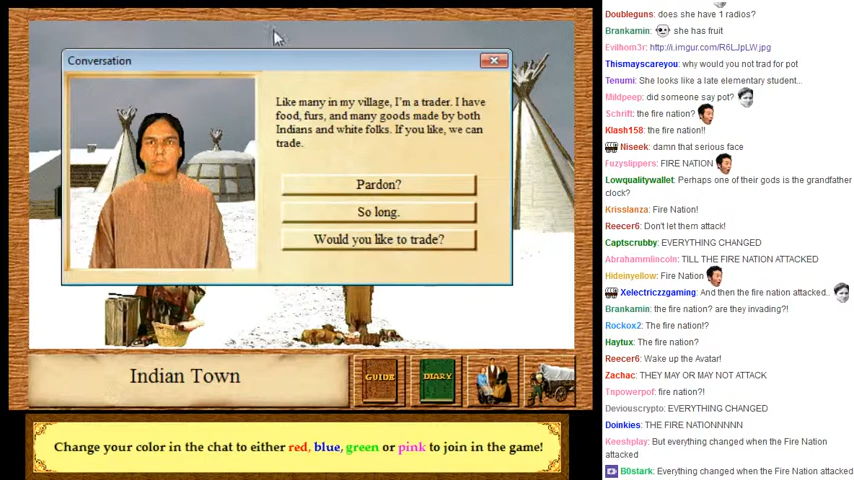 Conversation
Like many in my village, I'm a trader. I have
food, furs, and many goods made by both
Indians and white folks. If you like, we can
trade.
Pardon?
So long.
Would you like to trade?
Indian Town
GUIDE
DIARY
Change your color in the chat to either red, blue, green or pink to join in the game!
Doubleguns: does she have 1 radios?
Brankamin: she has fruit
Evilhom3r: http://i.imgur.com/R6LJpLW.jpg
Thismayscareyou: why would you not trad for pot
Tenumi: She looks like a late elementary student...
Mildpeep: did someone say pot?
Schrift: the fire nation?
Klash158: the fire nation!!
Niseek: damn that serious face
Fuzyslippers: FIRE NATION
Lowqualitywallet: Perhaps one of their gods is the grandfather
clock?
Krisslanza: Fire Nation!
Reecer6: Don't let them attack!
Captscrubby: EVERYTHING CHANGED
Abrahammlincoln: TILL THE FIRE NATION ATTACKED
Hideinyellow: Fire Nation
Xelectriczzgaming: And then the fire nation attacked..
Brankamin: the fire nation? are they invading?!
Rockox2: The fire nation!?
Haytux: The fire nation?
Reecer6: Wake up the Avatar!
Zachac: THEY MAY OR MAY NOT ATTACK
Tnpowerpol: fire nation?!
Deviouscrypto: EVERYTHING CHANGED
Doinkies: THE FIRE NATIONNNNN
Keeshplay: But everything changed when the Fire Nation
attacked
B0stark: Everything changed when the Fire Nation attacked